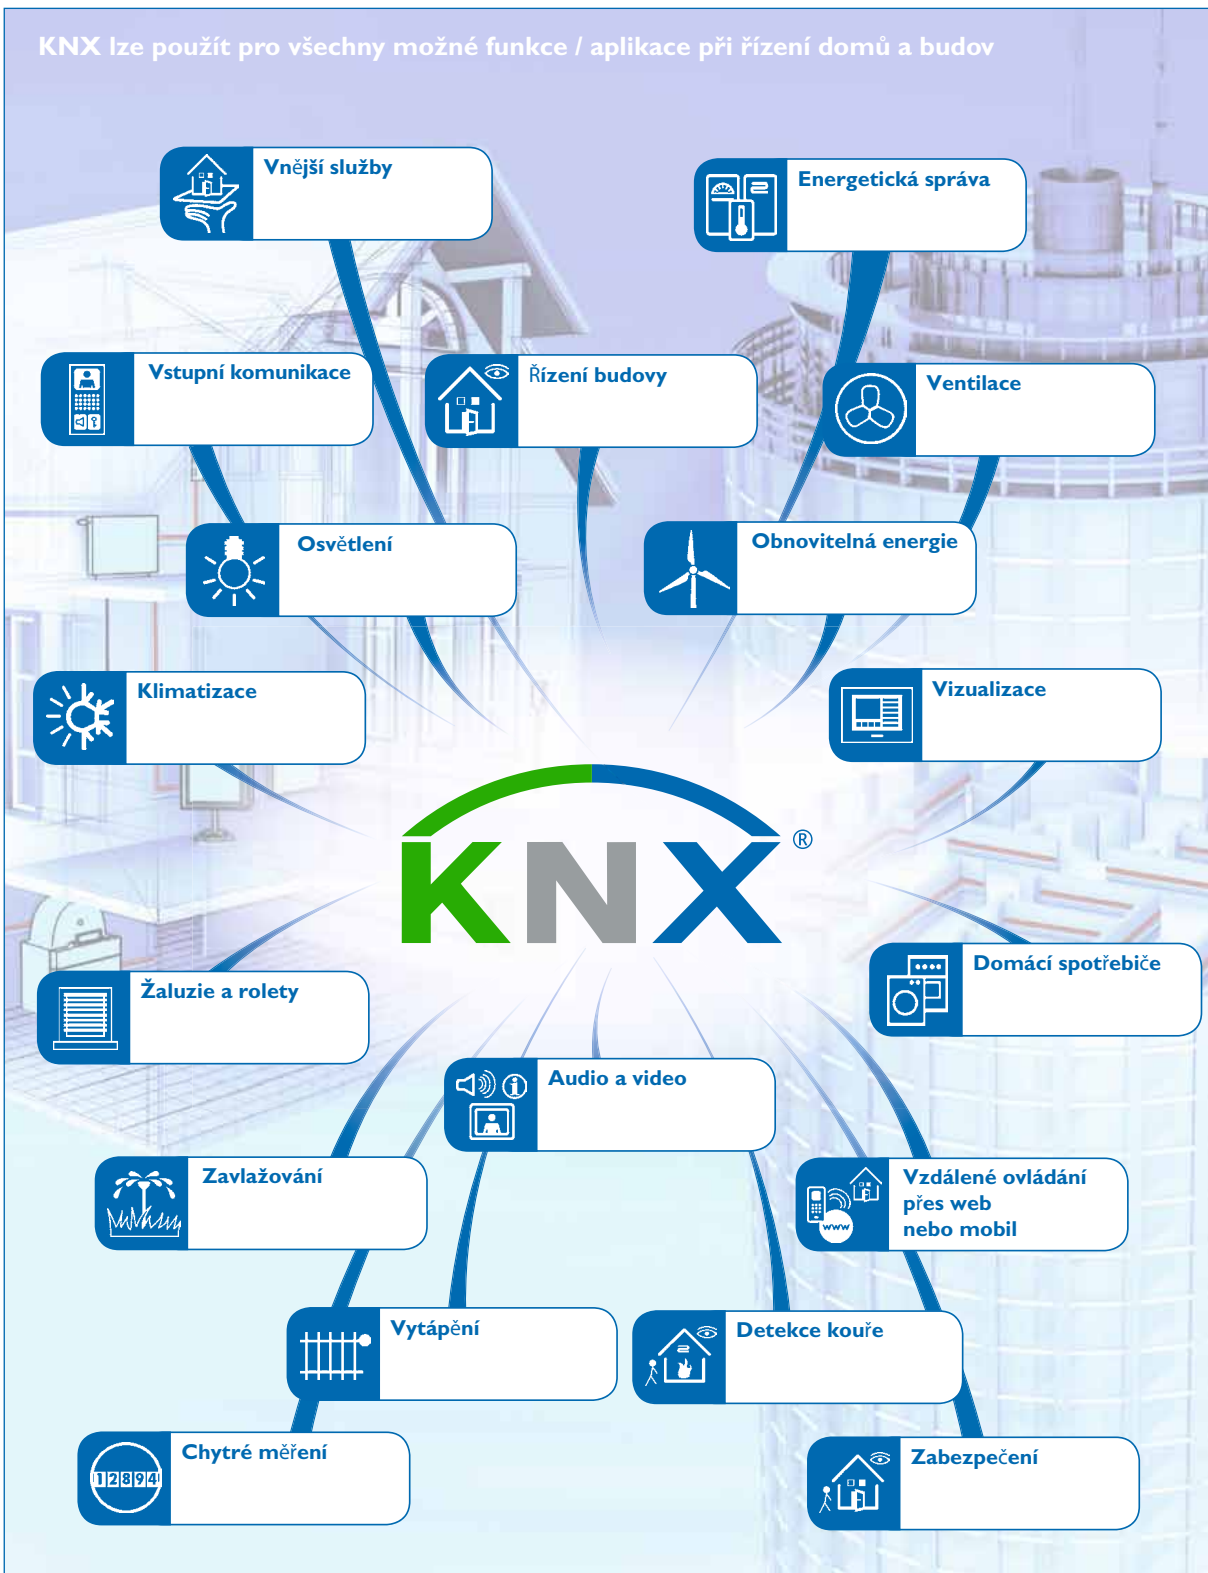 KNX lze použít pro všechny možné funkce / aplikace při řízení domů a budov
Vnější služby
Energetická správa
Vstupní komunikace
Řízení budovy
Ventilace
Osvětlení
Obnovitelná energie
Klimatizace
Vizualizace
KNX®
Domácí spotřebiče
Žaluzie a rolety
Audio a video
Zavlažování
Vzdálené ovládání
přes web
nebo mobil
www
Vytápění
Detekce kouře
Chytré měření
12894
Zabezpečení